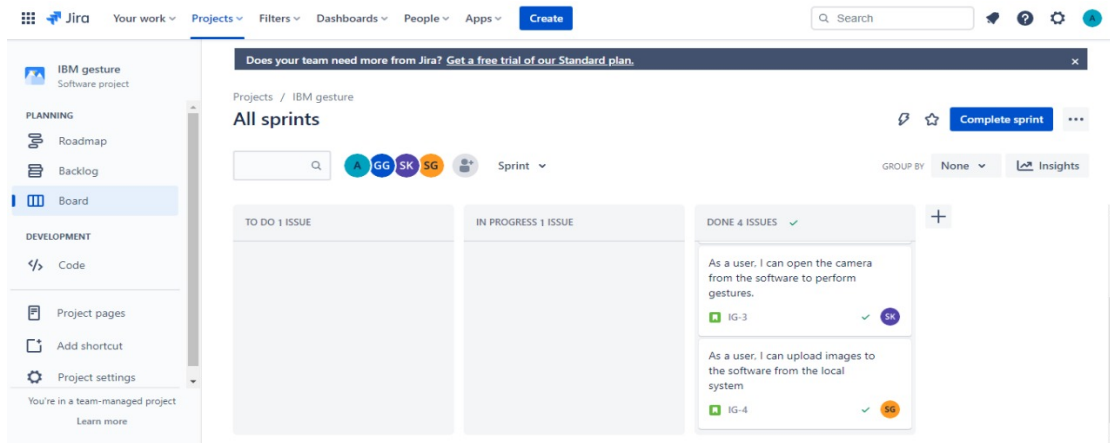 Jira Your work Projects Filters Dashboards People Apps Create Search A
Does your team need more from Jira? Get a free trial of our Standard plan.
IBM gesture
Software project
PLANNING
Roadmap
Backlog
Board
DEVELOPMENT
Code
Project pages
Add shortcut
Project settings
You're in a team-managed project
Learn more
Projects / IBM gesture
All sprints
Complete sprint
A GG SK SG Sprint
GROUP BY None Insights
TO DO 1 ISSUE
IN PROGRESS 1 ISSUE
DONE 4 ISSUES
As a user, I can open the camera
from the software to perform
gestures.
IG-3 SK
As a user, I can upload images to
the software from the local
system
IG-4 SG